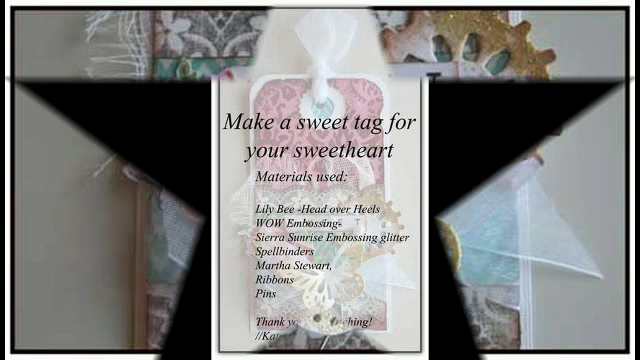 Make a sweet tag for
your sweetheart
Materials used:
Lily Bee -Head over Heels
WOW Embossing-
Sierra Sunrise Embossing glitter
Spellbinders
Martha Stewart,
Ribbons
Pins
Thank